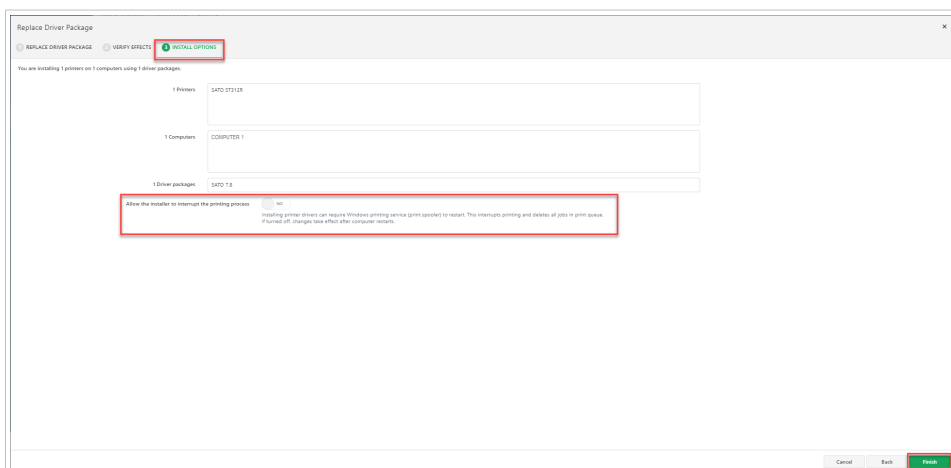 Replace Driver Package
×
1 REPLACE DRIVER PACKAGE 2 VERIFY EFFECTS 3 INSTALL OPTIONS
You are installing 1 printers on 1 computers using 1 driver packages.
1 Printers SATO ST312R
1 Computers COMPUTER 1
1 Driver packages SATO 7.8
Allow the installer to interrupt the printing process NO
Installing printer drivers can require Windows printing service (print spooler) to restart. This interrupts printing and deletes all jobs in print queue.
If turned off, changes take effect after computer restarts.
Cancel Back Finish